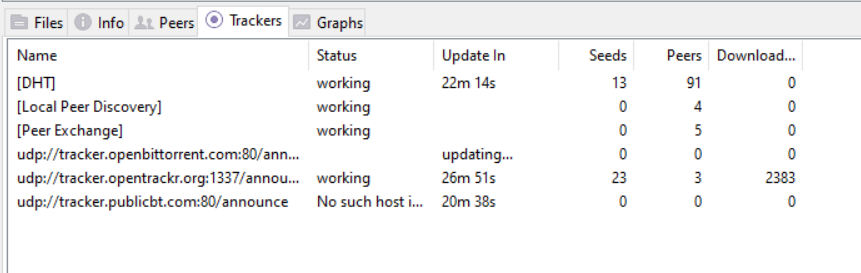 Files Info Peers Trackers Graphs
Name Status Update In Seeds Peers Download...
[DHT] working 22m 14s 13 91 0
[Local Peer Discovery] working 0 4 0
[Peer Exchange] working 0 5 0
udp://tracker.openbittorrent.com:80/ann... updating... 0 0 0
udp://tracker.opentrackr.org:1337/annou... working 26m 51s 23 3 2383
udp://tracker.publicbt.com:80/announce No such host i... 20m 38s 0 0 0